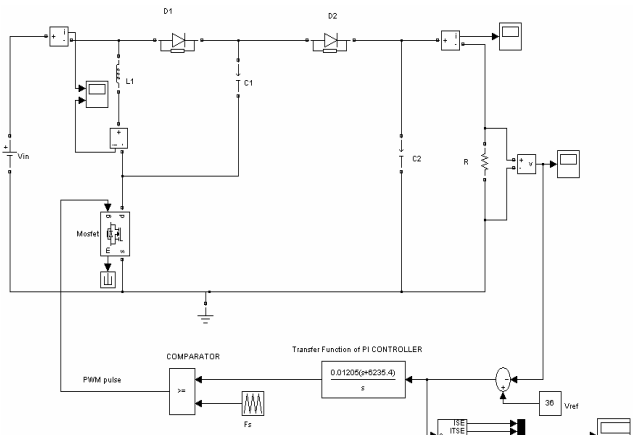 D1
D2
L1
C1
Vin
C2
R
Mosfet
Transfer Function of PI CONTROLLER
COMPARATOR
0.01205(s+6235.4)
s
PWM pulse
>=
Fs
36
Vref
ISE
ITSE